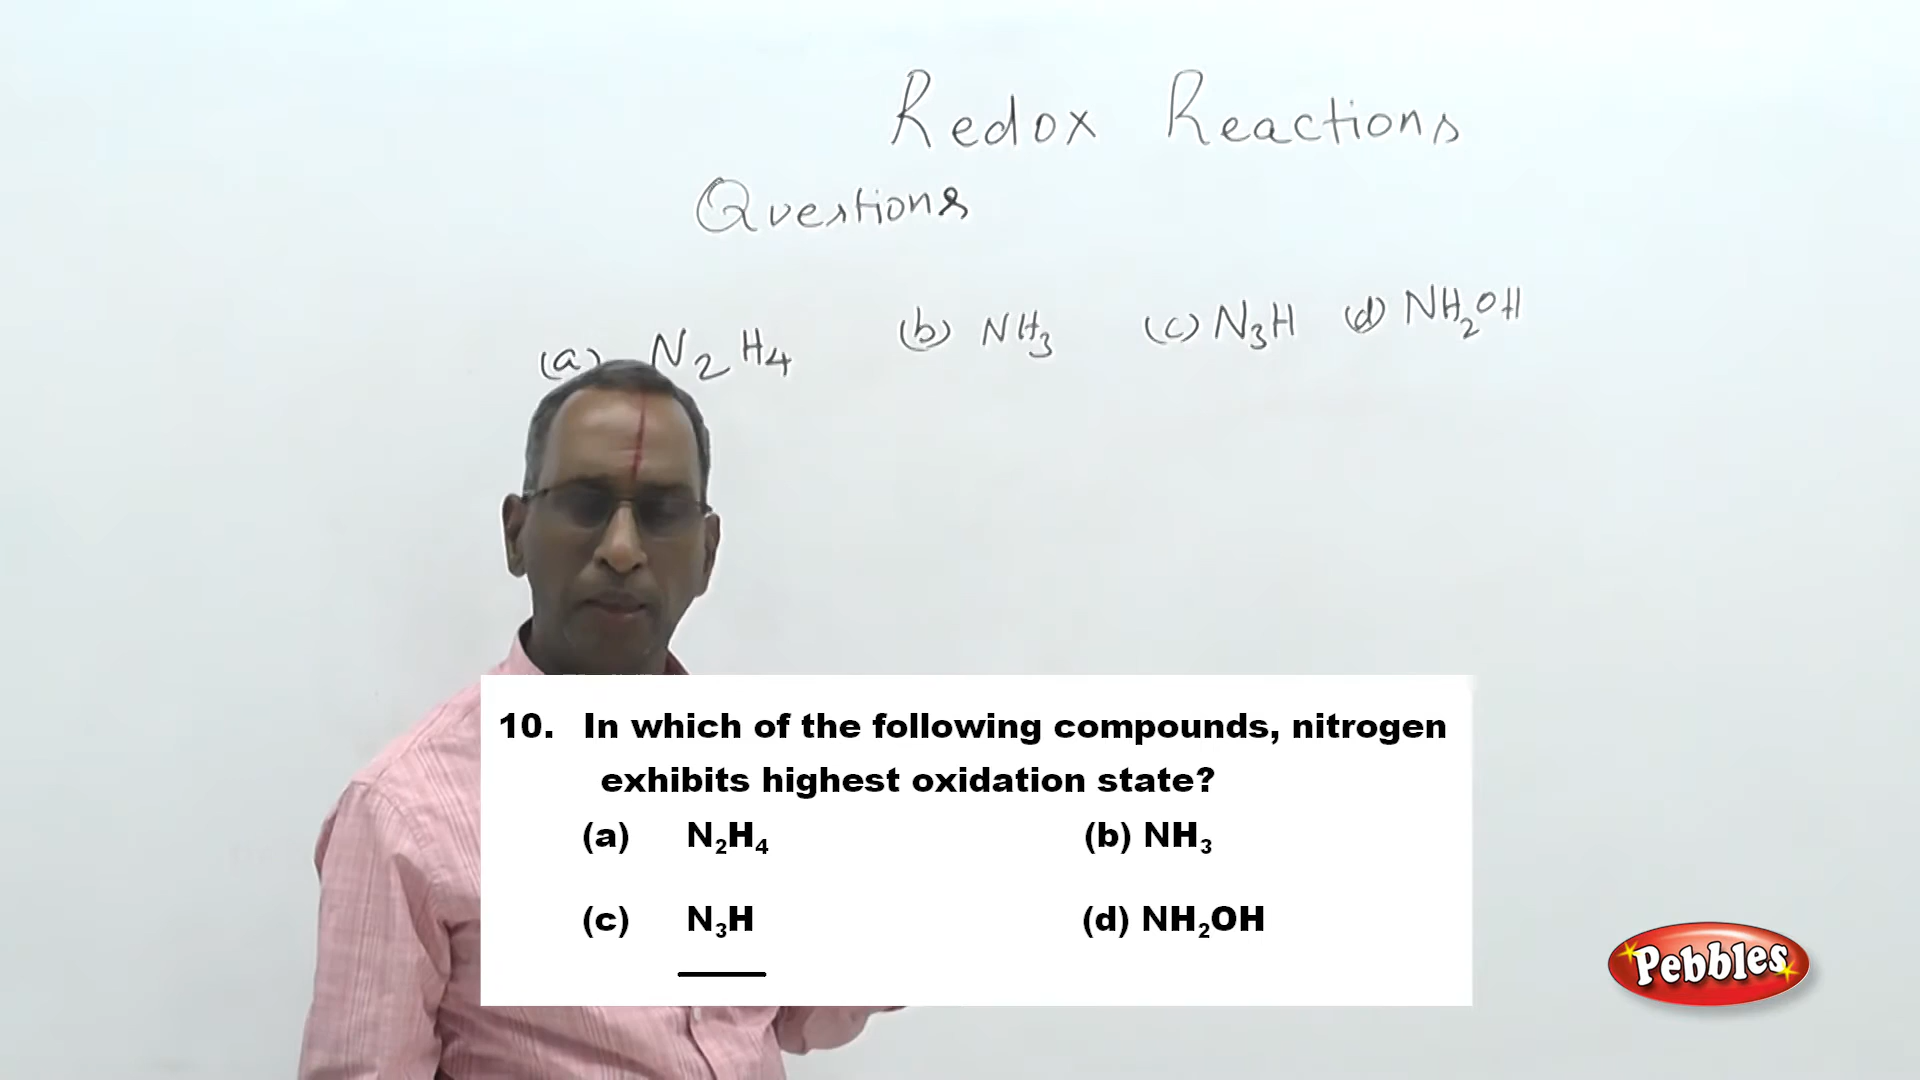 Redox Reactions
Questions
(a) N₂H₄ (b) NH₃ (c) N₃H (d) NH₂OH
10. In which of the following compounds, nitrogen
exhibits highest oxidation state?
(a) N₂H₄ (b) NH₃
(c) N₃H (d) NH₂OH
Pebbles